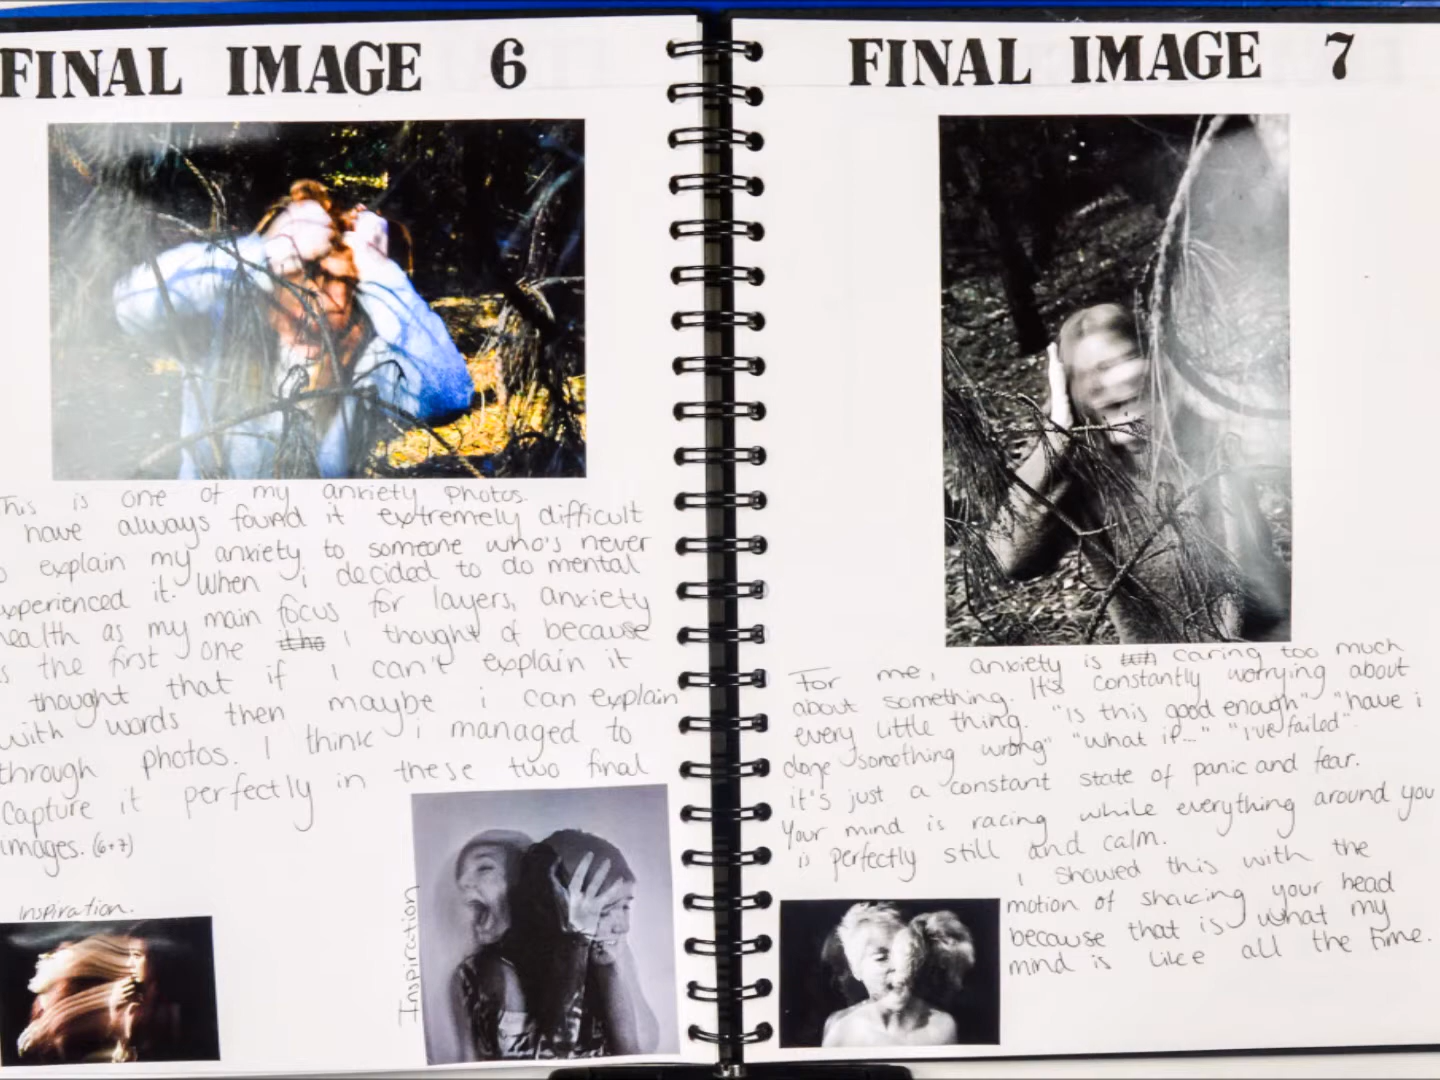 FINAL IMAGE 6
This is one of my anxiety photos.
have always found it extremely difficult
explain my anxiety to someone who's never
experienced it. When i decided to do mental
health as my main focus for layers, anxiety
is the first one i thought of because
thought that if i can't explain it
with words then maybe i can explain
through photos. I think i managed to
capture it perfectly in these two final
images. (6+7)
Inspiration.
Inspiration
FINAL IMAGE 7
For me, anxiety is caring too much
about something. It's constantly worrying about
every little thing. "is this good enough" "have i
done something wrong" "what if..." "i've failed".
it's just a constant state of panic and fear.
Your mind is racing while everything around you
is perfectly still and calm.
I showed this with the
motion of shaking your head
because that is what my
mind is like all the time.